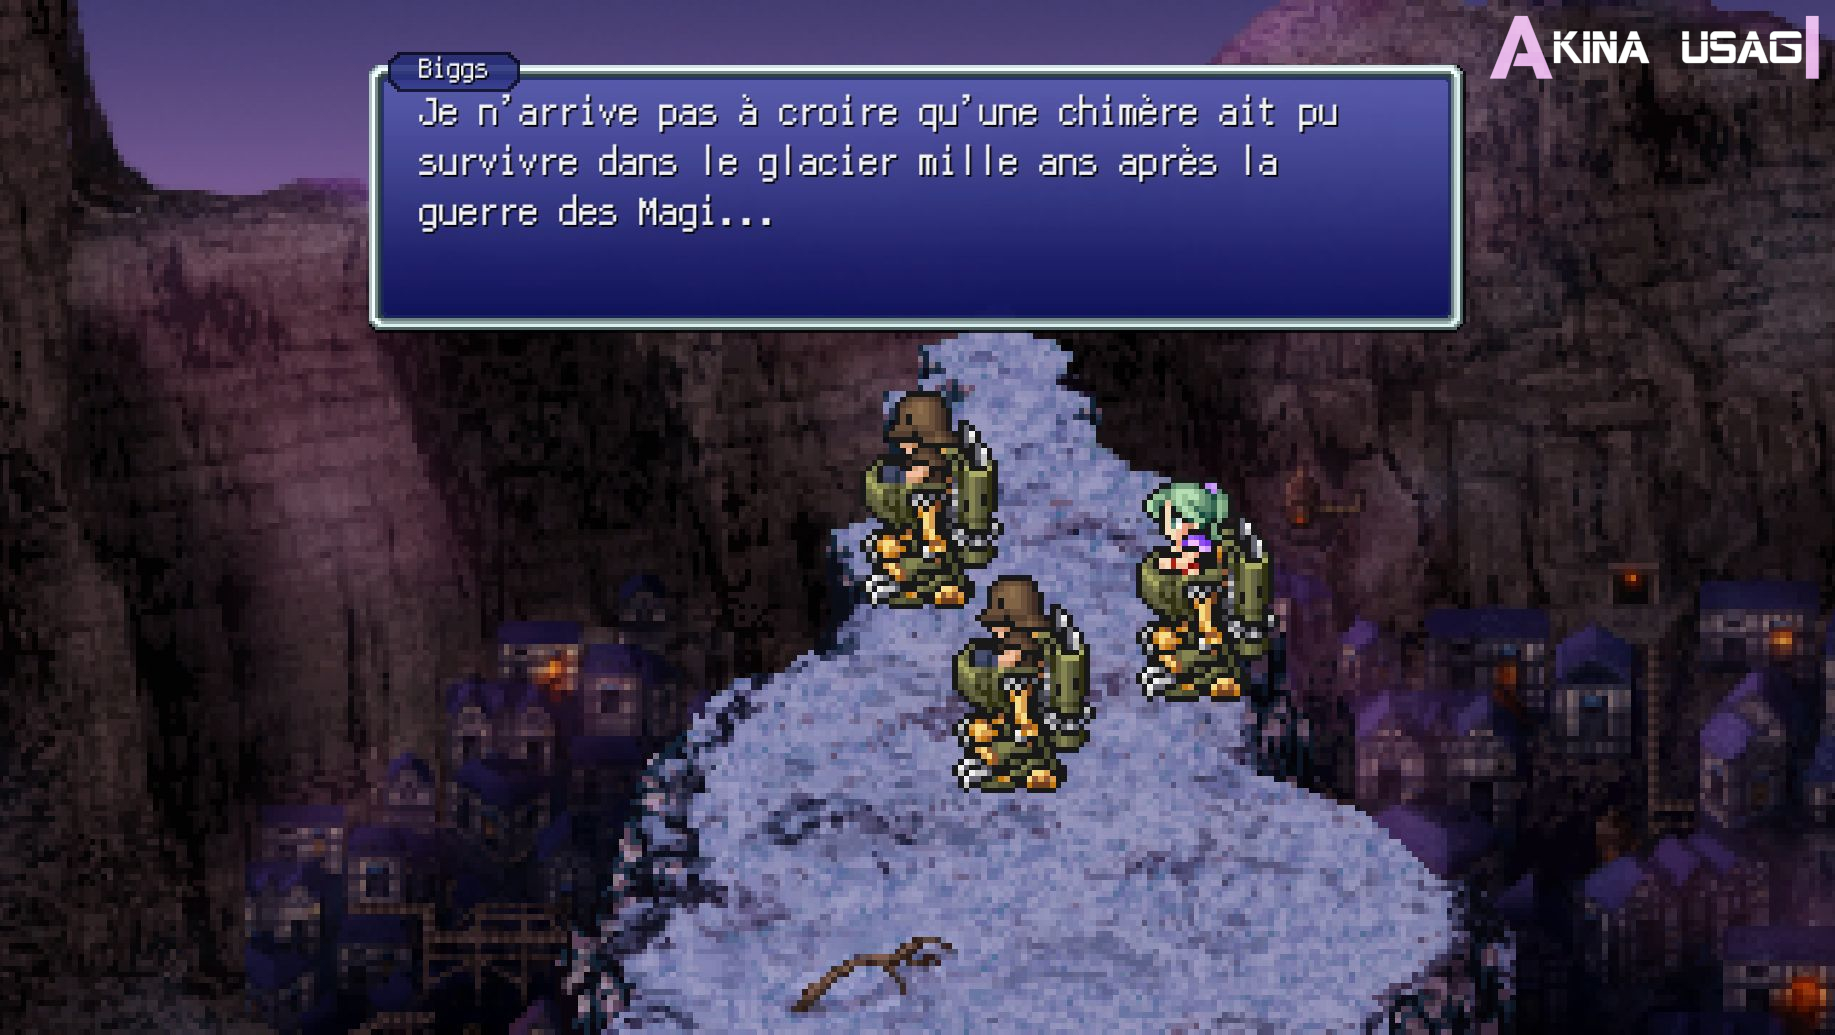 AKINA USAGI
Biggs
Je n'arrive pas à croire qu'une chimère ait pu
survivre dans le glacier mille ans après la
guerre des Magi...